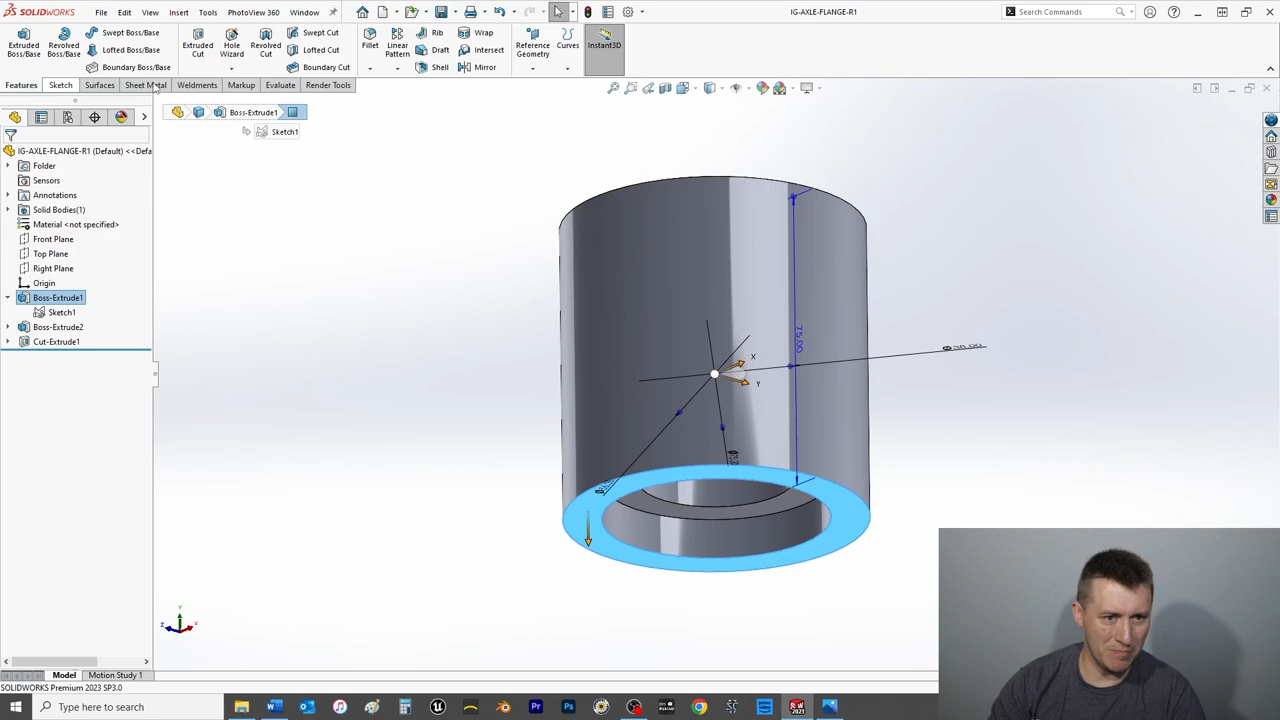 SOLIDWORKS File Edit View Insert Tools PhotoView 360 Window IG-AXLE-FLANGE-R1 Search Commands
Extruded Boss/Base
Revolved Boss/Base
Swept Boss/Base
Lofted Boss/Base
Boundary Boss/Base
Extruded Cut
Hole Wizard
Revolved Cut
Swept Cut
Lofted Cut
Boundary Cut
Fillet
Linear Pattern
Rib
Draft
Shell
Wrap
Intersect
Mirror
Reference Geometry
Curves
Instant3D
Features Sketch Surfaces Sheet Metal Weldments Markup Evaluate Render Tools
Boss-Extrude1
Sketch1
IG-AXLE-FLANGE-R1 (Default) <<Defa
Folder
Sensors
Annotations
Solid Bodies(1)
Material <not specified>
Front Plane
Top Plane
Right Plane
Origin
Boss-Extrude1
Sketch1
Boss-Extrude2
Cut-Extrude1
75.00
X
Y
Y
Z X
Model Motion Study 1
SOLIDWORKS Premium 2023 SP3.0
Type here to search